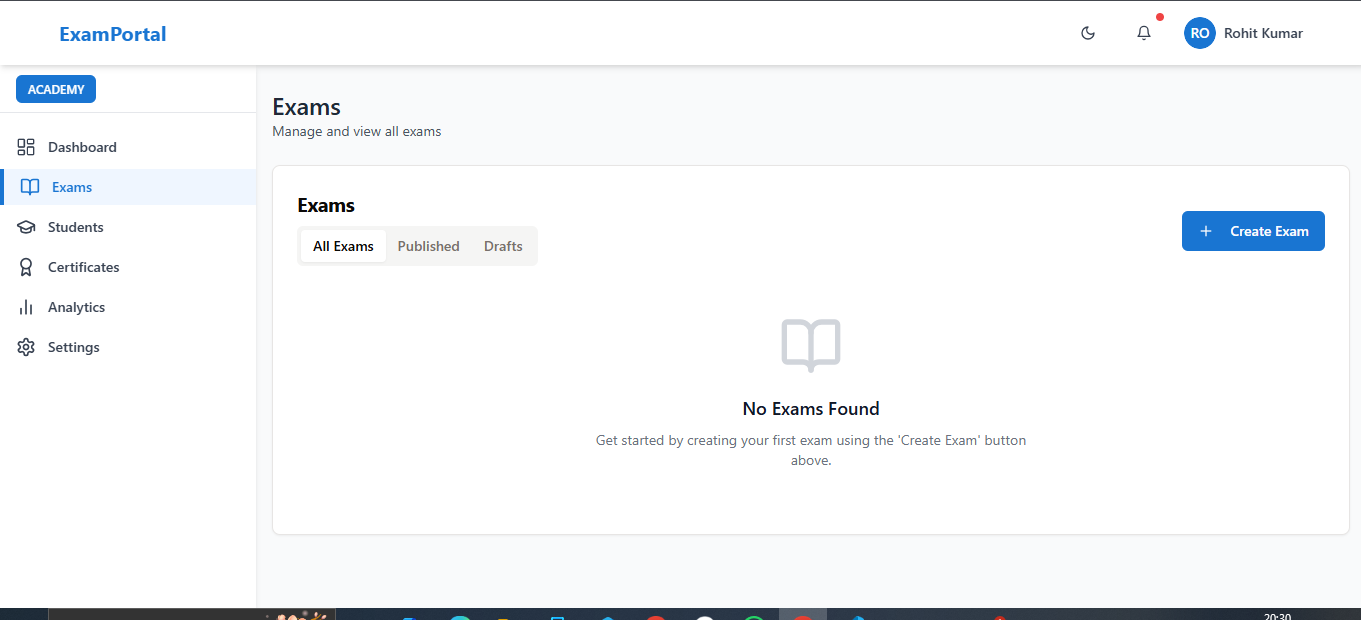 ExamPortal
RO Rohit Kumar
ACADEMY
Dashboard
Exams
Students
Certificates
Analytics
Settings
Exams
Manage and view all exams
Exams
All Exams Published Drafts
Create Exam
No Exams Found
Get started by creating your first exam using the 'Create Exam' button
above.
20:30